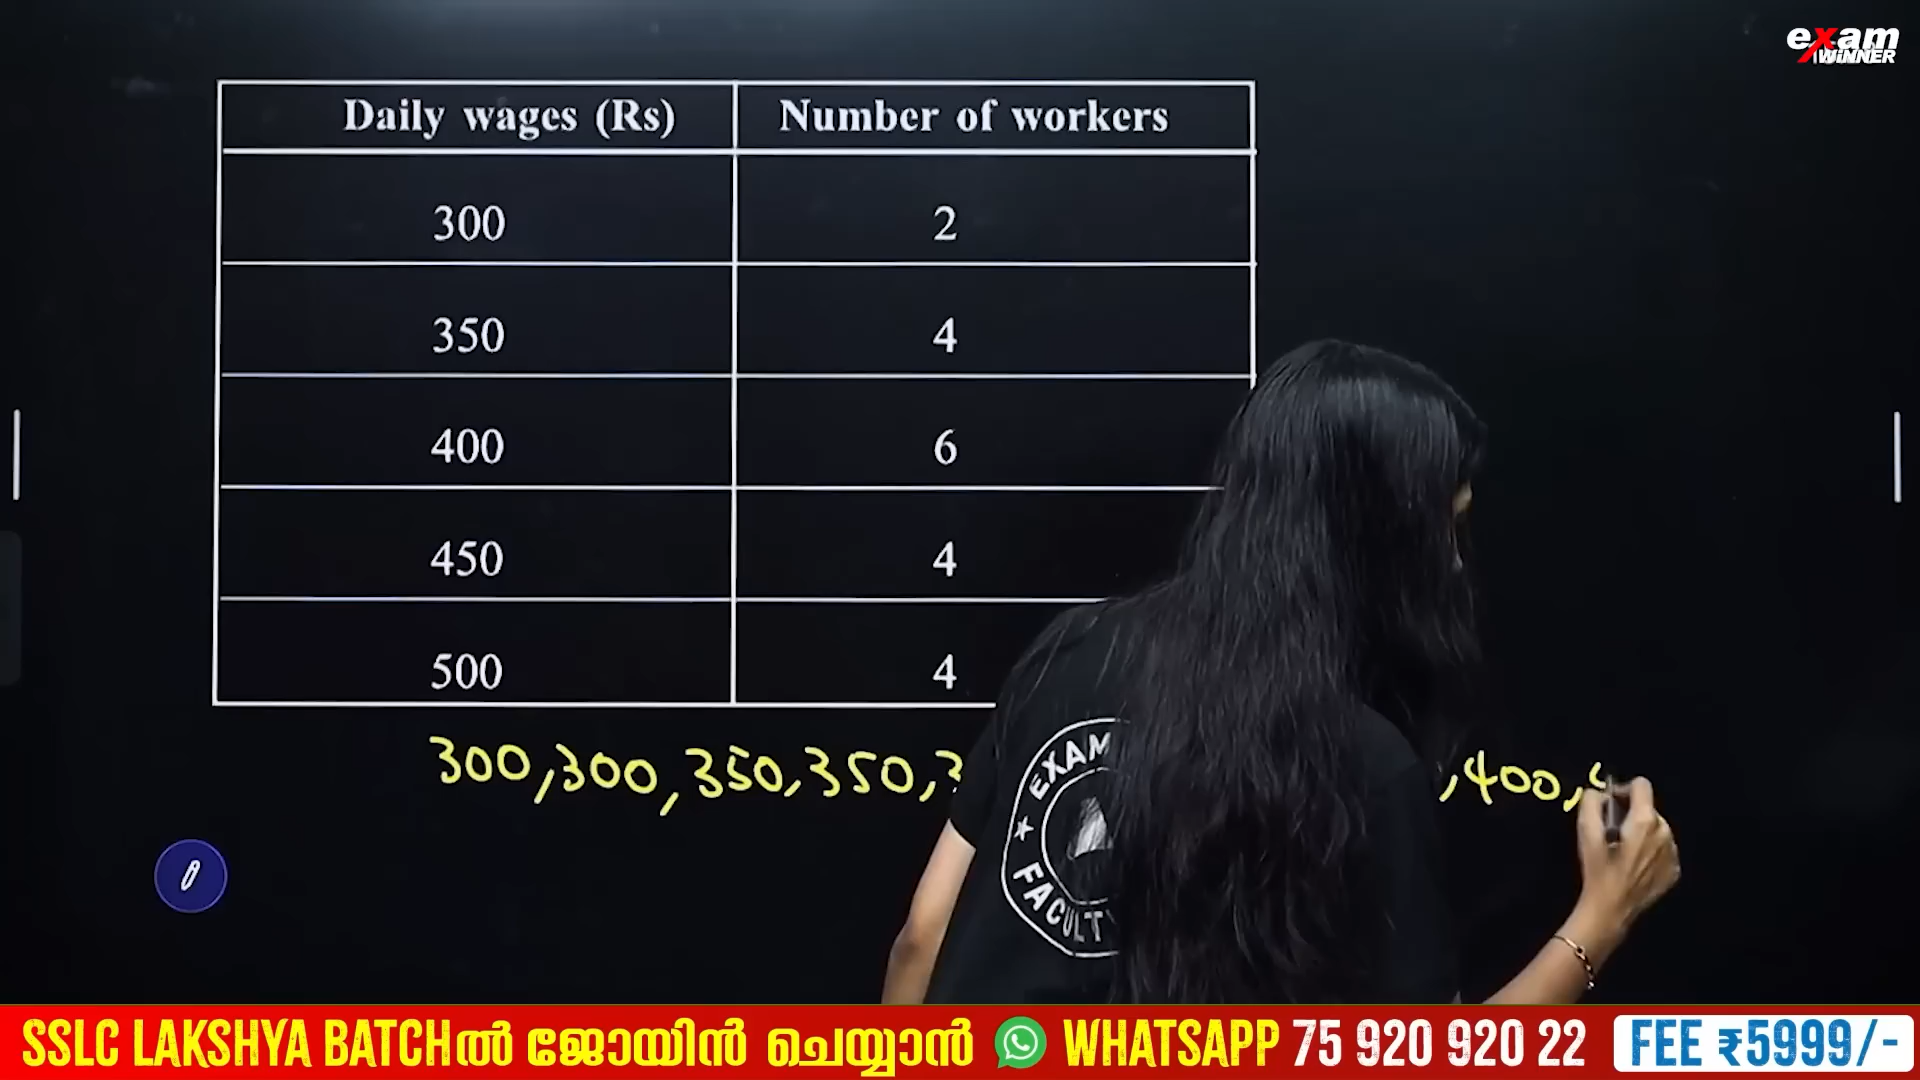 exam
WINNER
Daily wages (Rs) Number of workers
300 2
350 4
400 6
450 4
500 4
300,300,350,350,
,400,
EXAM
FACULTY
SSLC LAKSHYA BATCHൽ ജോയിൻ ചെയ്യാൻ WHATSAPP 75 920 920 22 FEE ₹5999/-